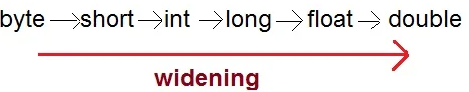 byte → short → int → long → float → double
widening